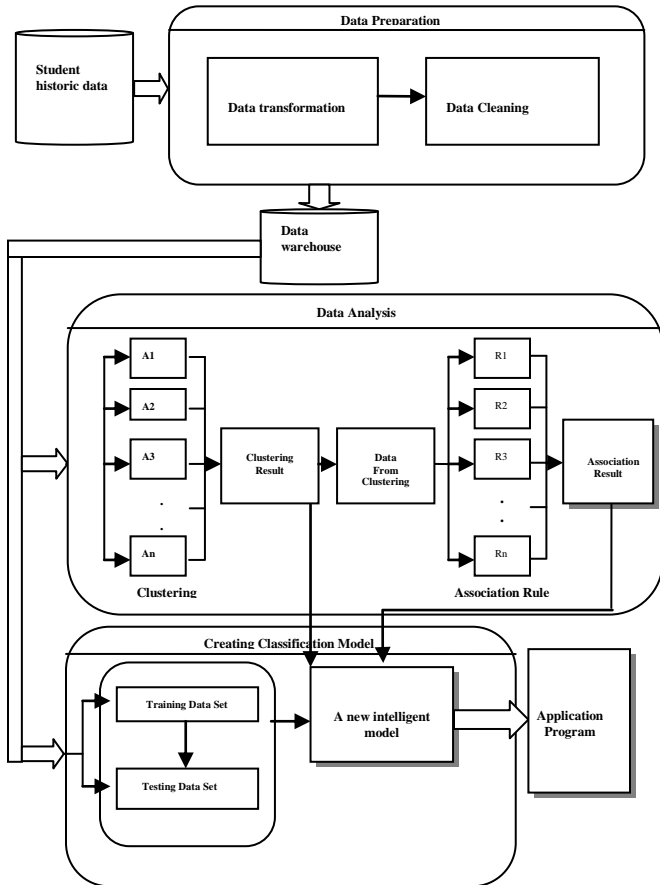 Data Preparation
Student
historic data
Data transformation
Data Cleaning
Data
warehouse
Data Analysis
A1
A2
A3
.
.
An
Clustering
Clustering
Result
Data
From
Clustering
R1
R2
R3
.
.
Rn
Association Rule
Association
Result
Creating Classification Model
Training Data Set
Testing Data Set
A new intelligent
model
Application
Program